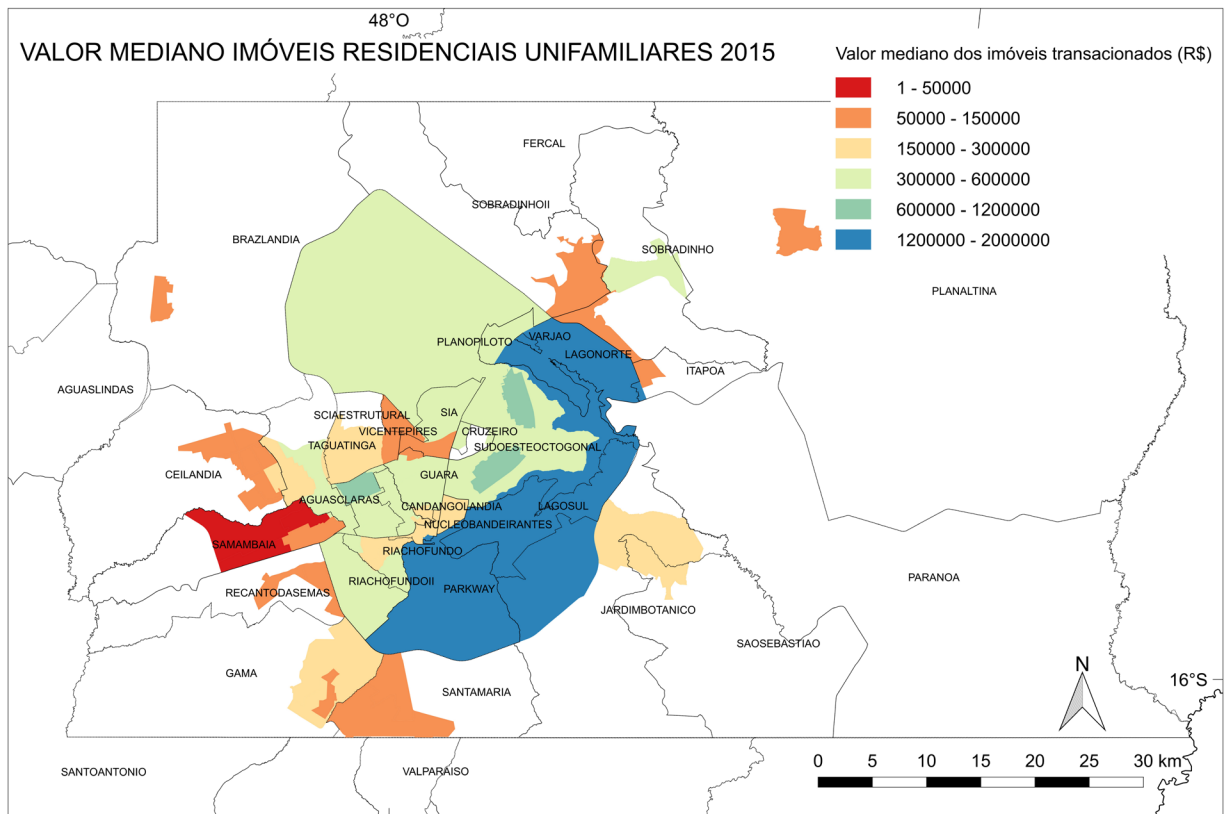 48°O
VALOR MEDIANO IMÓVEIS RESIDENCIAIS UNIFAMILIARES 2015
Valor mediano dos imóveis transacionados (R$)
1 - 50000
50000 - 150000
150000 - 300000
300000 - 600000
600000 - 1200000
1200000 - 2000000
FERCAL
SOBRADINHOII
BRAZLANDIA
SOBRADINHO
PLANALTINA
VARJAO
PLANOPILOTO
LAGONORTE
ITAPOA
AGUASLINDAS
SIA
SCIAESTRUTURAL
VICENTEPIRES
CRUZEIRO
TAGUATINGA
SUDOESTEOCTOGONAL
CEILANDIA
GUARA
AGUASCLARAS
CANDANGOLANDIA
LAGOSUL
NUCLEOBANDEIRANTES
SAMAMBAIA
RIACHOFUNDO
PARANOA
RIACHOFUNDOII
PARKWAY
RECANTODASEMAS
JARDIMBOTANICO
SAOSEBASTIAO
GAMA
SANTAMARIA
N
16°S
SANTOANTONIO
VALPARAISO
0 5 10 15 20 25 30 km